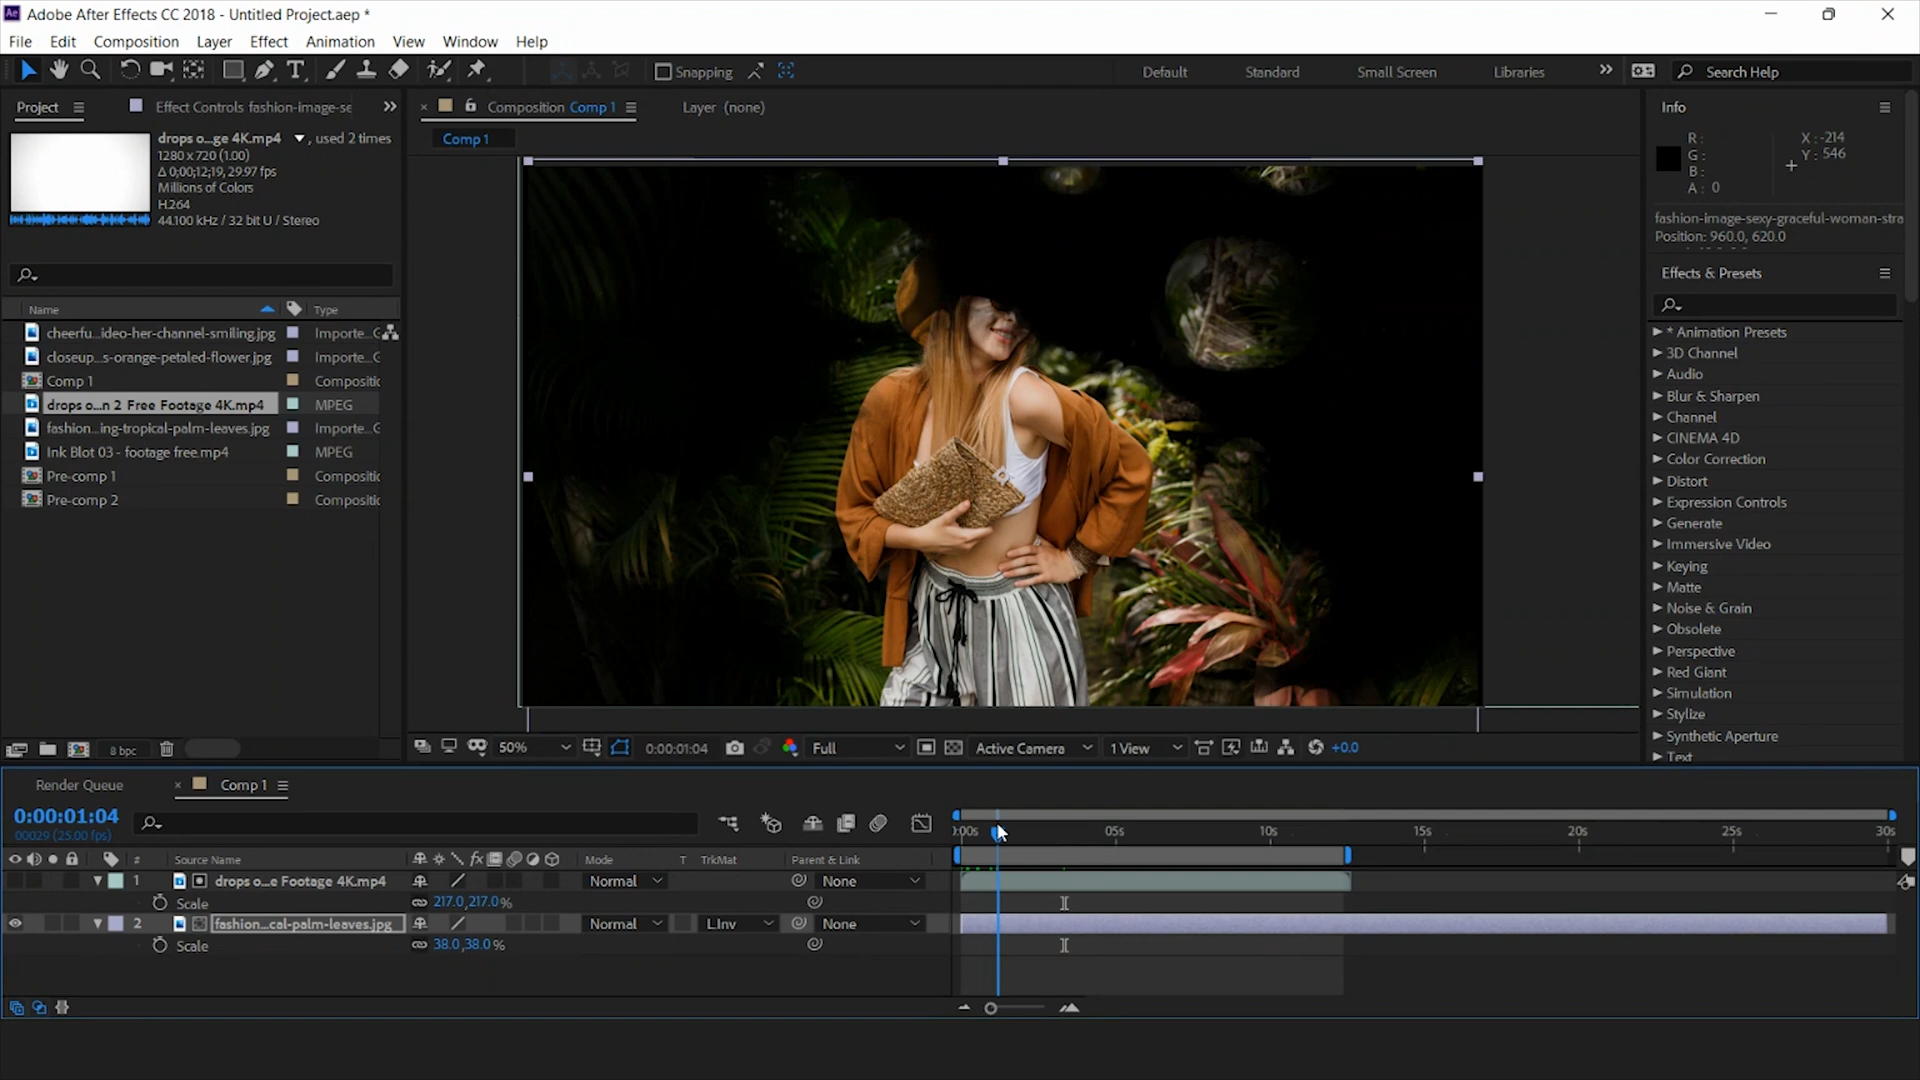 Adobe After Effects CC 2018 - Untitled Project.aep *
File Edit Composition Layer Effect Animation View Window Help
Snapping
Default Standard Small Screen Libraries
Search Help
Project
Effect Controls fashion-image-se
Composition Comp 1
Layer (none)
Info
Comp 1
drops o...ge 4K.mp4 , used 2 times
1280 x 720 (1.00)
Δ 0;00;12;19, 29.97 fps
Millions of Colors
H.264
44.100 kHz / 32 bit U / Stereo
R :
G :
B :
A : 0
X : -214
Y : 546
fashion-image-sexy-graceful-woman-stra
Position: 960.0, 620.0
Effects & Presets
Name Type
cheerfu...ideo-her-channel-smiling.jpg Importe...G
closeup...s-orange-petaled-flower.jpg Importe...G
Comp 1 Compositic
drops o...n 2 Free Footage 4K.mp4 MPEG
fashion...ing-tropical-palm-leaves.jpg Importe...G
Ink Blot 03 - footage free.mp4 MPEG
Pre-comp 1 Compositic
Pre-comp 2 Compositic
* Animation Presets
3D Channel
Audio
Blur & Sharpen
Channel
CINEMA 4D
Color Correction
Distort
Expression Controls
Generate
Immersive Video
Keying
Matte
Noise & Grain
Obsolete
Perspective
Red Giant
Simulation
Stylize
Synthetic Aperture
Text
8 bpc
50% 0:00:01:04 Full Active Camera 1 View +0.0
Render Queue Comp 1
0:00:01:04
00029 (25.00 fps)
):00s 05s 10s 15s 20s 25s 30s
# Source Name Mode T TrkMat Parent & Link
1 drops o...e Footage 4K.mp4 Normal None
Scale 217.0,217.0%
2 fashion...cal-palm-leaves.jpg Normal L.Inv None
Scale 38.0,38.0%